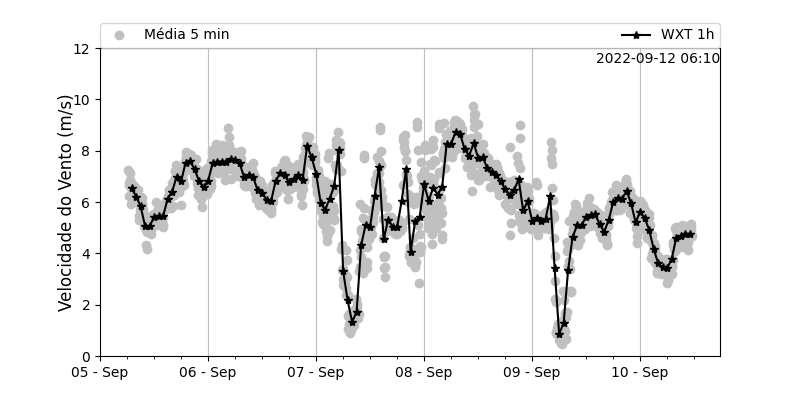 Média 5 min
WXT 1h
2022-09-12 06:10
Velocidade do Vento (m/s)
12
10
8
6
4
2
0
05 - Sep
06 - Sep
07 - Sep
08 - Sep
09 - Sep
10 - Sep